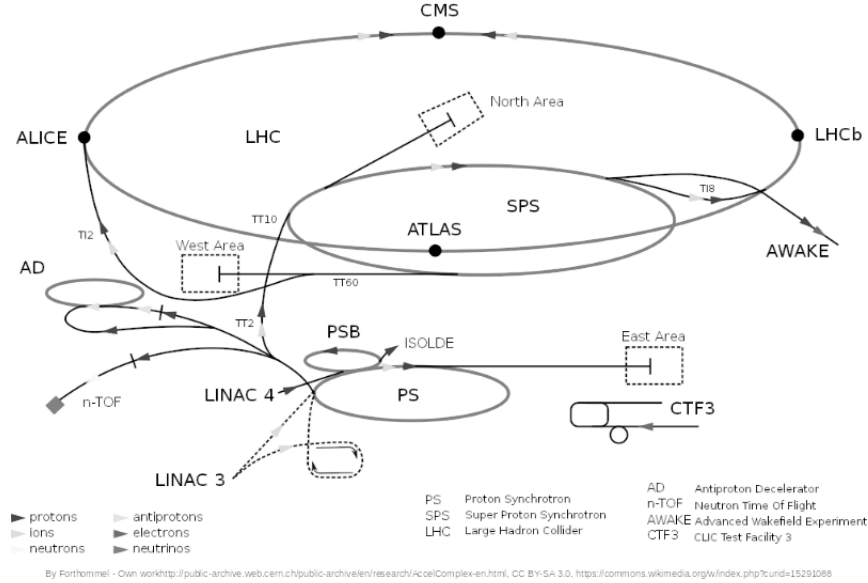 CMS
North Area
ALICE
LHC
LHCb
TI8
SPS
TT10
ATLAS
TI2
West Area
AWAKE
AD
TT60
TT2
PSB
ISOLDE
East Area
LINAC 4
PS
n-TOF
CTF3
LINAC 3
protons
ions
neutrons
antiprotons
electrons
neutrinos
PS Proton Synchrotron
SPS Super Proton Synchrotron
LHC Large Hadron Collider
AD Antiproton Decelerator
n-TOF Neutron Time Of Flight
AWAKE Advanced Wakefield Experiment
CTF3 CLIC Test Facility 3
By Forthommel - Own workhttp://public-archive.web.cern.ch/public-archive/en/research/AccelComplex-en.html, CC BY-SA 3.0, https://commons.wikimedia.org/w/index.php?curid=15291088